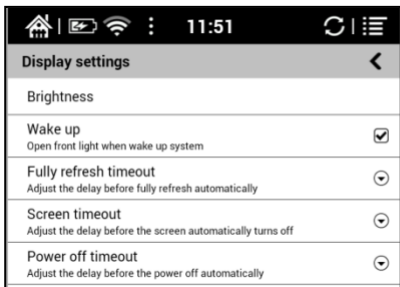 11:51
Display settings
Brightness
Wake up
Open front light when wake up system
Fully refresh timeout
Adjust the delay before fully refresh automatically
Screen timeout
Adjust the delay before the screen automatically turns off
Power off timeout
Adjust the delay before the power off automatically